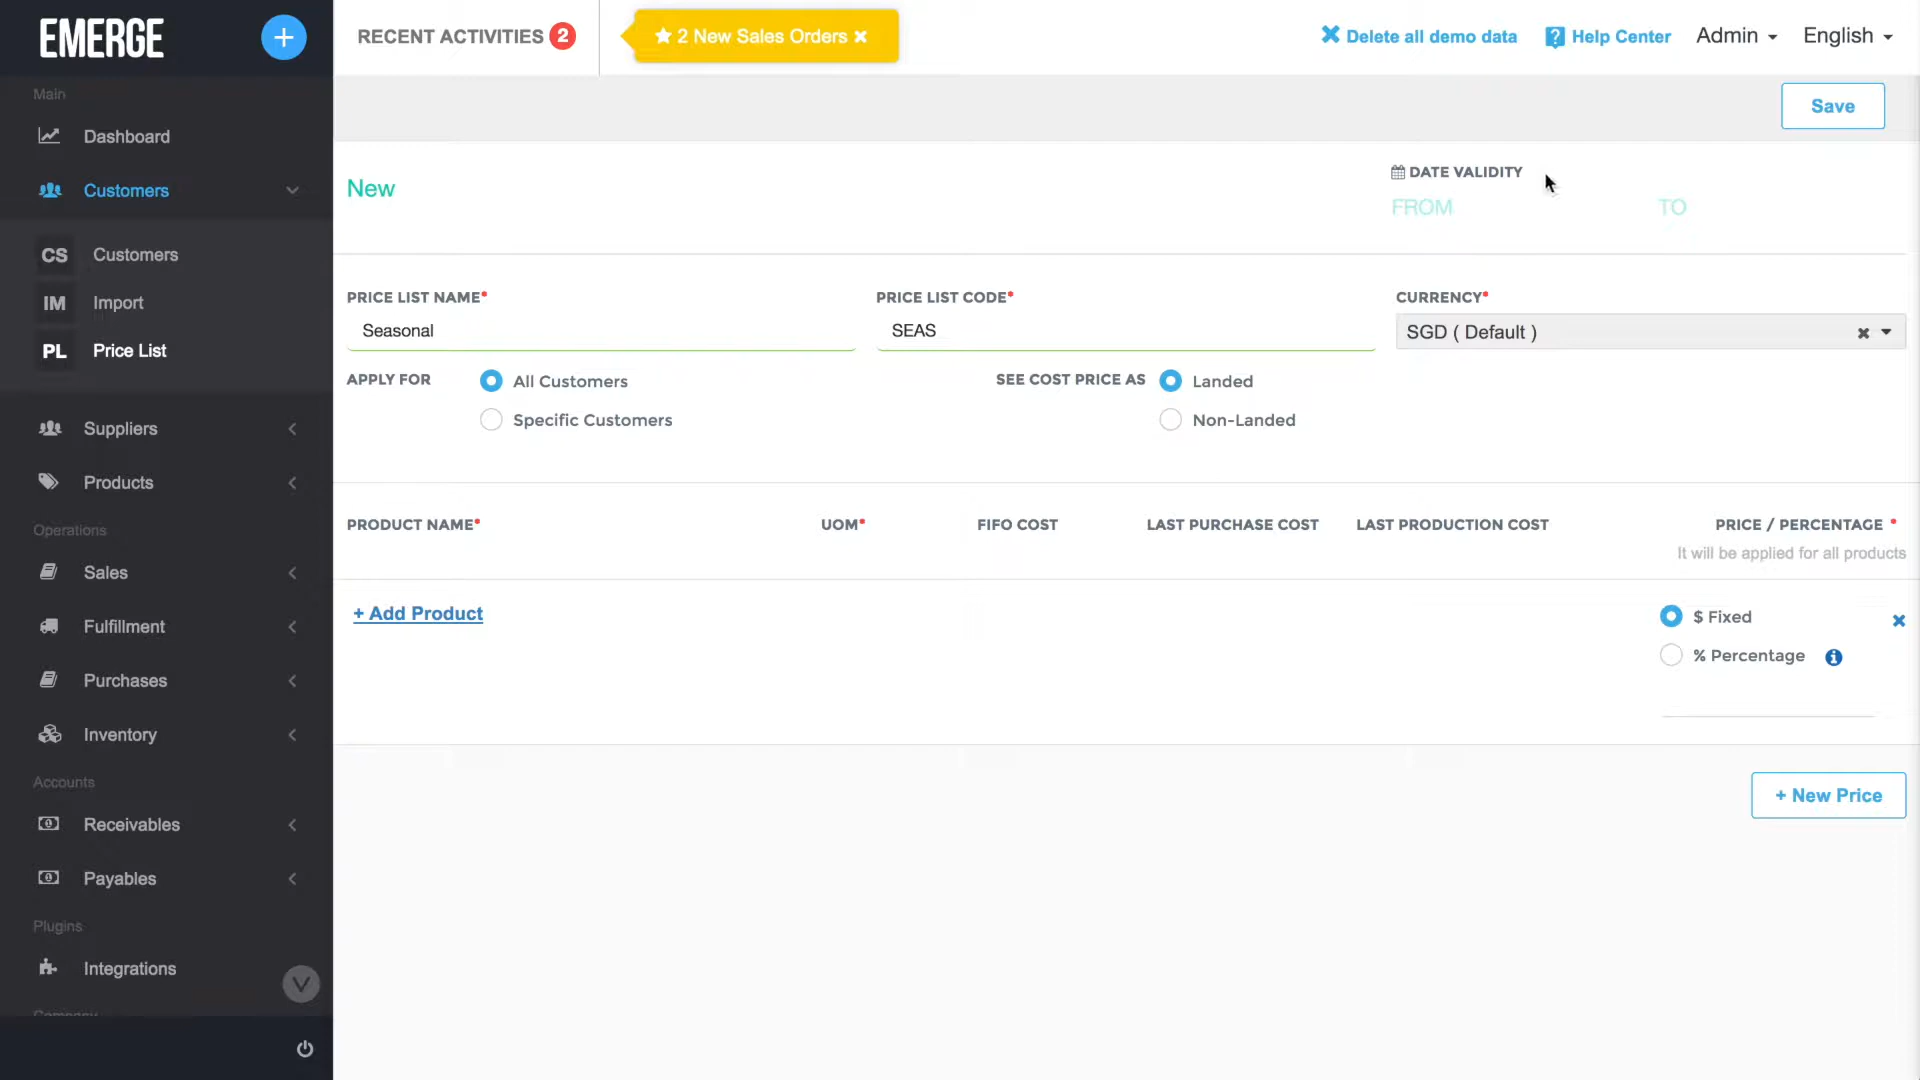 EMERGE
RECENT ACTIVITIES 2
2 New Sales Orders
Delete all demo data
Help Center
Admin
English
Save
Main
Dashboard
Customers
CS Customers
IM Import
PL Price List
Suppliers
Products
Operations
Sales
Fulfillment
Purchases
Inventory
Accounts
Receivables
Payables
Plugins
Integrations
Company
New
DATE VALIDITY
FROM
TO
PRICE LIST NAME*
PRICE LIST CODE*
CURRENCY*
Seasonal
SEAS
SGD ( Default )
APPLY FOR
All Customers
Specific Customers
SEE COST PRICE AS
Landed
Non-Landed
PRODUCT NAME*
UOM*
FIFO COST
LAST PURCHASE COST
LAST PRODUCTION COST
PRICE / PERCENTAGE *
It will be applied for all products
+ Add Product
$ Fixed
% Percentage
+ New Price